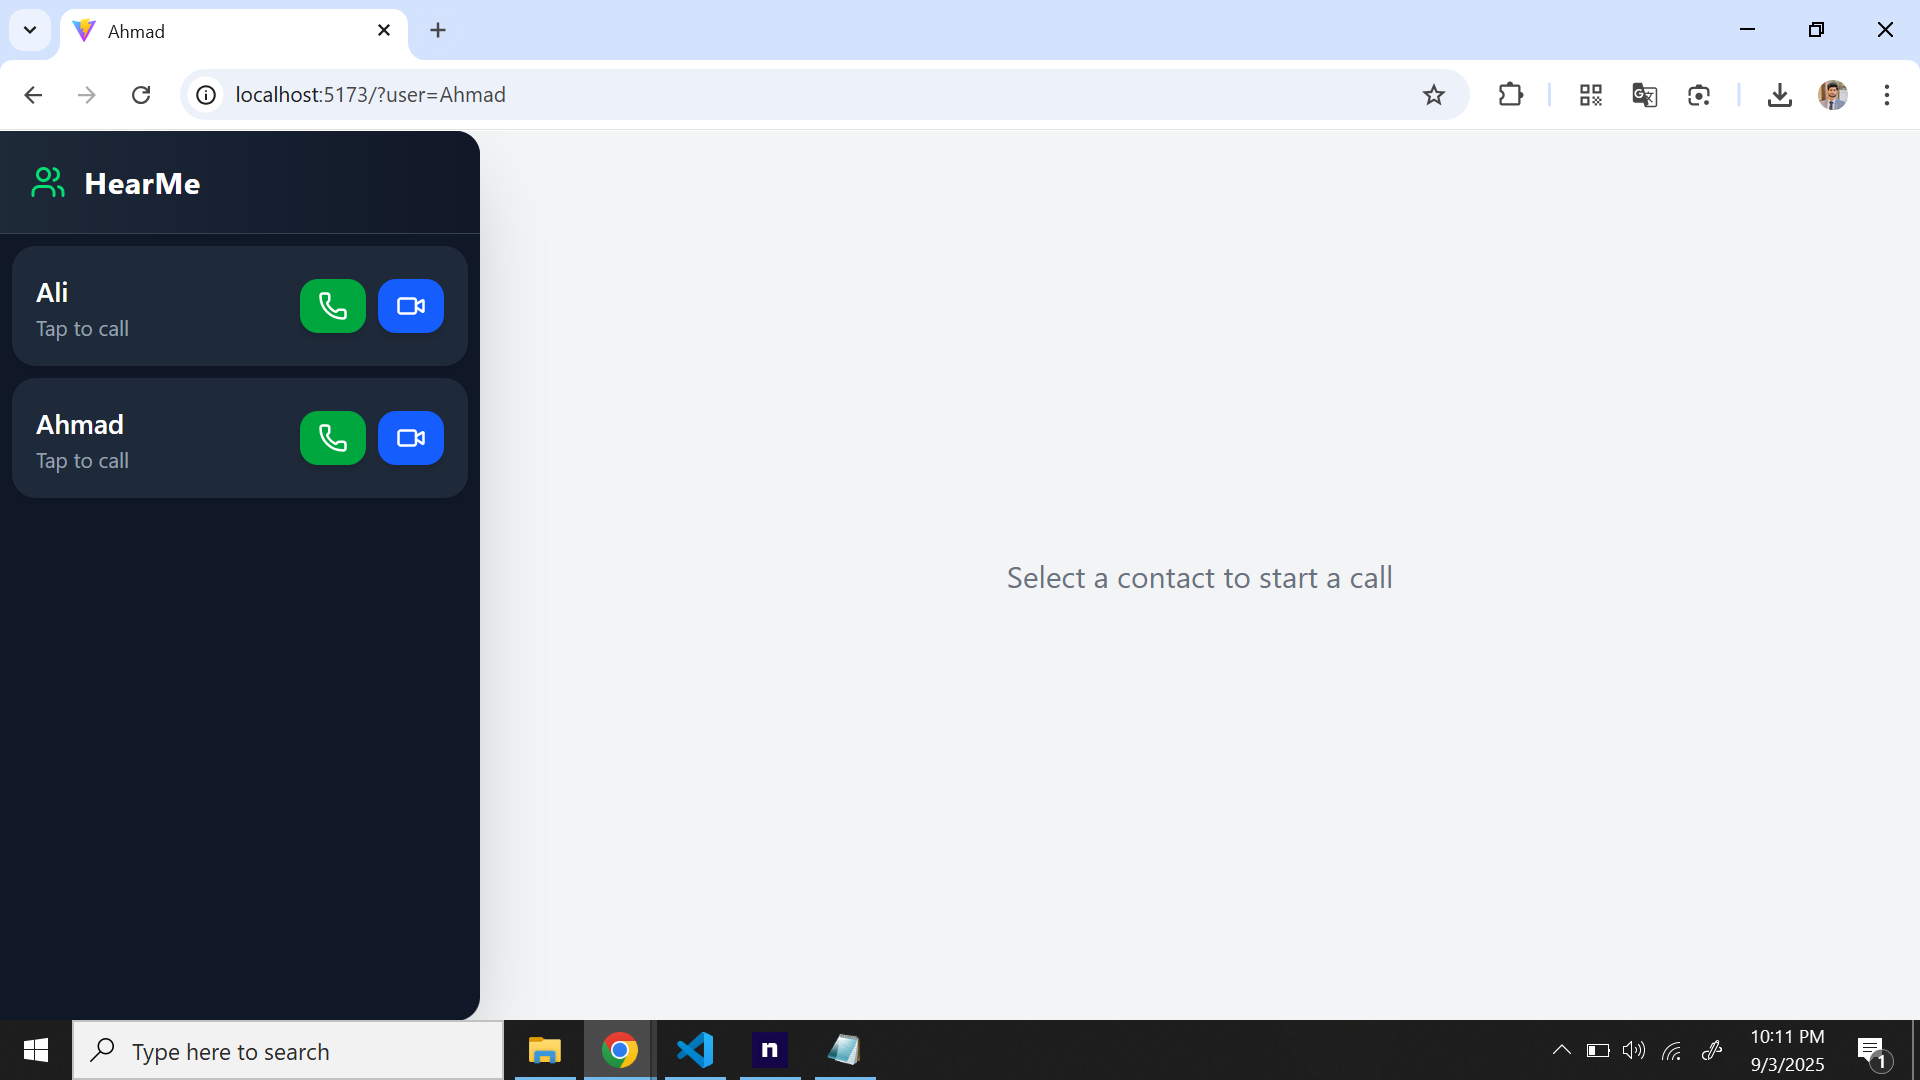 Ahmad
localhost:5173/?user=Ahmad
HearMe
Ali
Tap to call
Ahmad
Tap to call
Select a contact to start a call
Type here to search
n
10:11 PM
9/3/2025
1